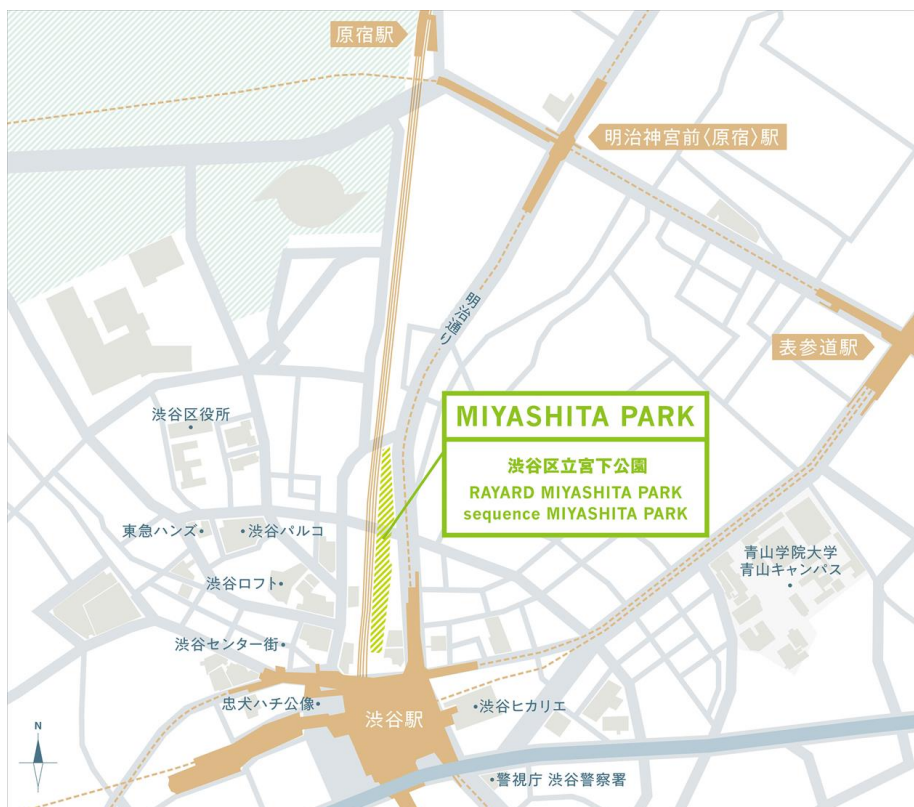 原宿駅
明治神宮前〈原宿〉駅
明治通り
表参道駅
MIYASHITA PARK
渋谷区立宮下公園
RAYARD MIYASHITA PARK
sequence MIYASHITA PARK
渋谷区役所
東急ハンズ
渋谷パルコ
青山学院大学
青山キャンパス
渋谷ロフト
渋谷センター街
忠犬ハチ公像
渋谷駅
渋谷ヒカリエ
N
警視庁 渋谷警察署